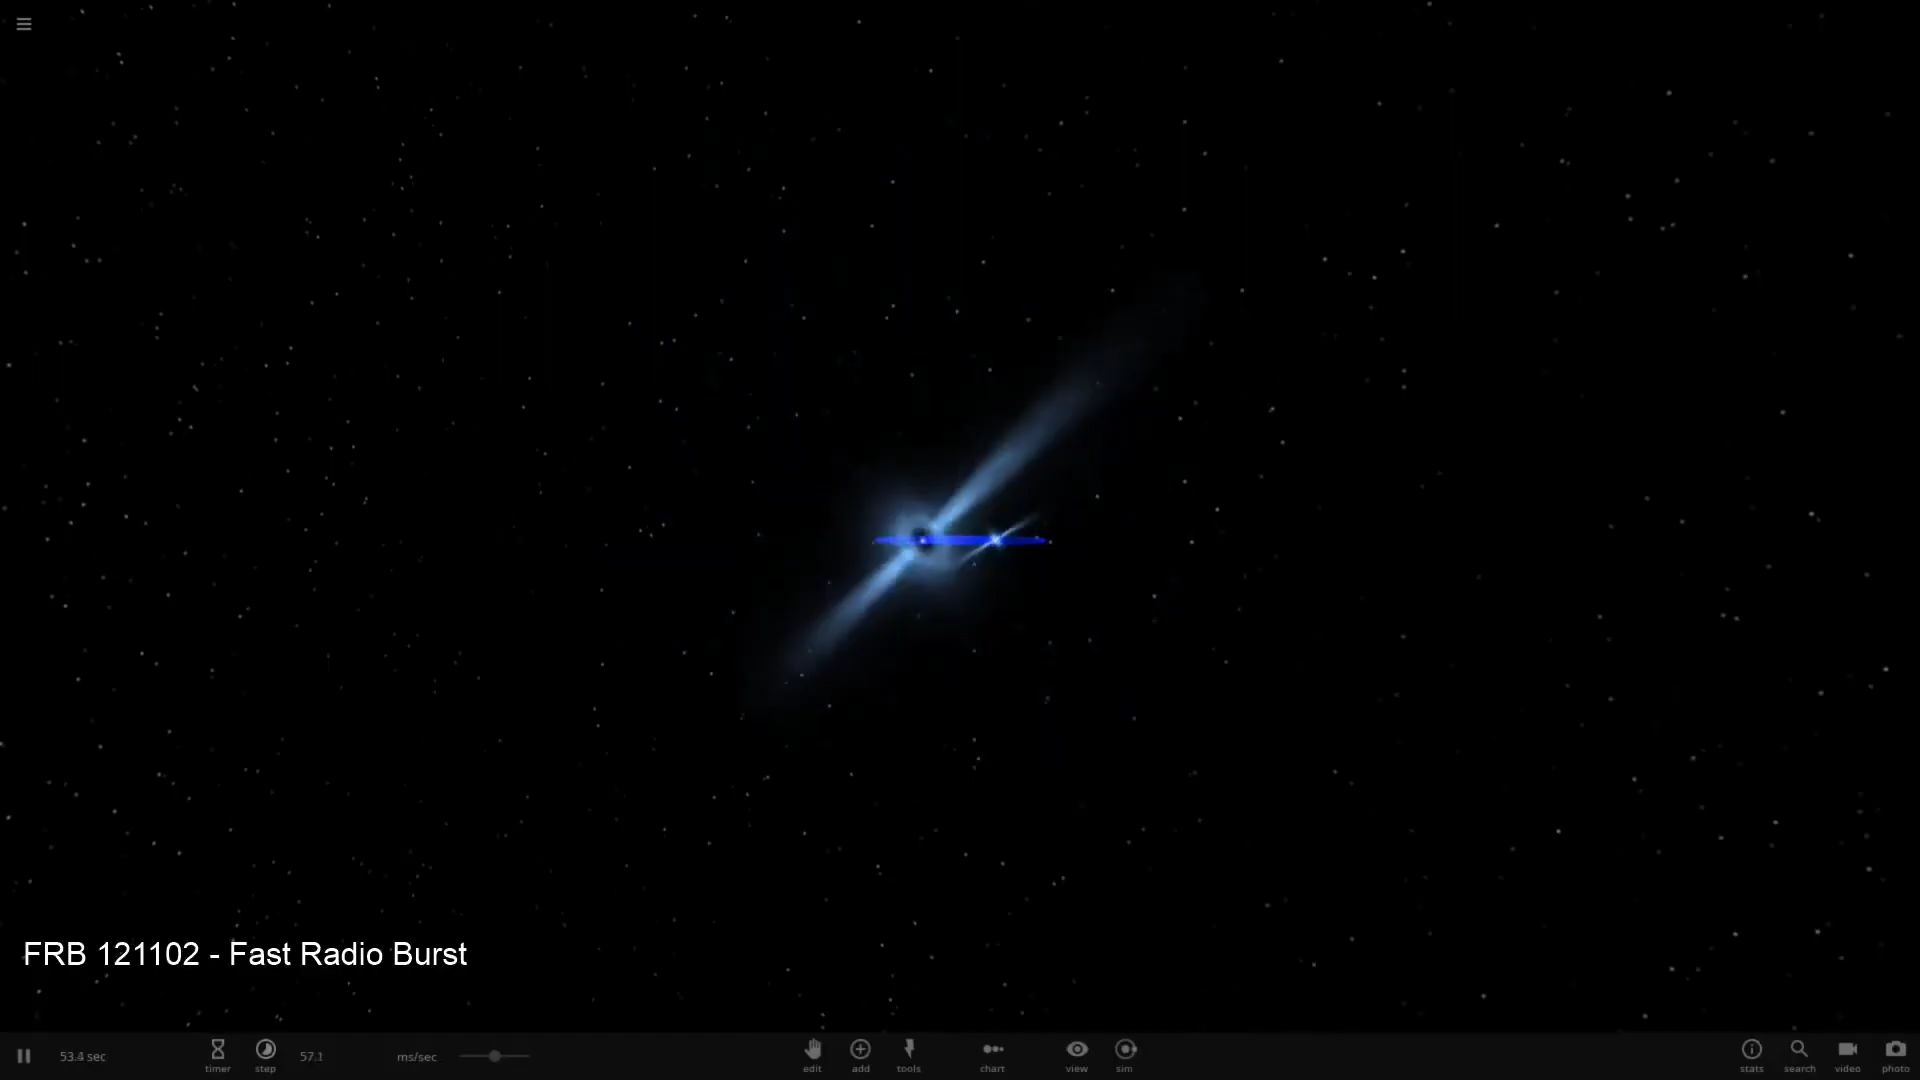 FRB 121102 - Fast Radio Burst
53.4 sec
timer
step
57.1
ms/sec
edit
add
tools
chart
view
sim
stats
search
video
photo